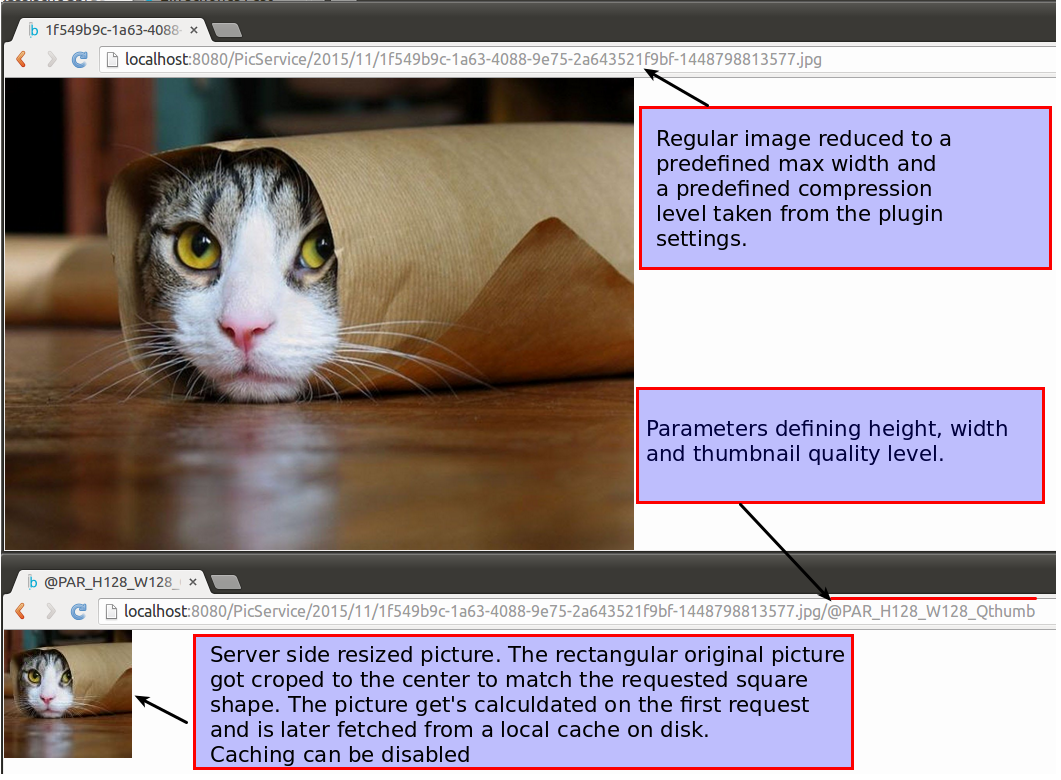 1f549b9c-1a63-4088-
localhost:8080/PicService/2015/11/1f549b9c-1a63-4088-9e75-2a643521f9bf-1448798813577.jpg
Regular image reduced to a
predefined max width and
a predefined compression
level taken from the plugin
settings.
Parameters defining height, width
and thumbnail quality level.
@PAR_H128_W128_
localhost:8080/PicService/2015/11/1f549b9c-1a63-4088-9e75-2a643521f9bf-1448798813577.jpg/@PAR_H128_W128_Qthumb
Server side resized picture. The rectangular original picture
got croped to the center to match the requested square
shape. The picture get's calculdated on the first request
and is later fetched from a local cache on disk.
Caching can be disabled